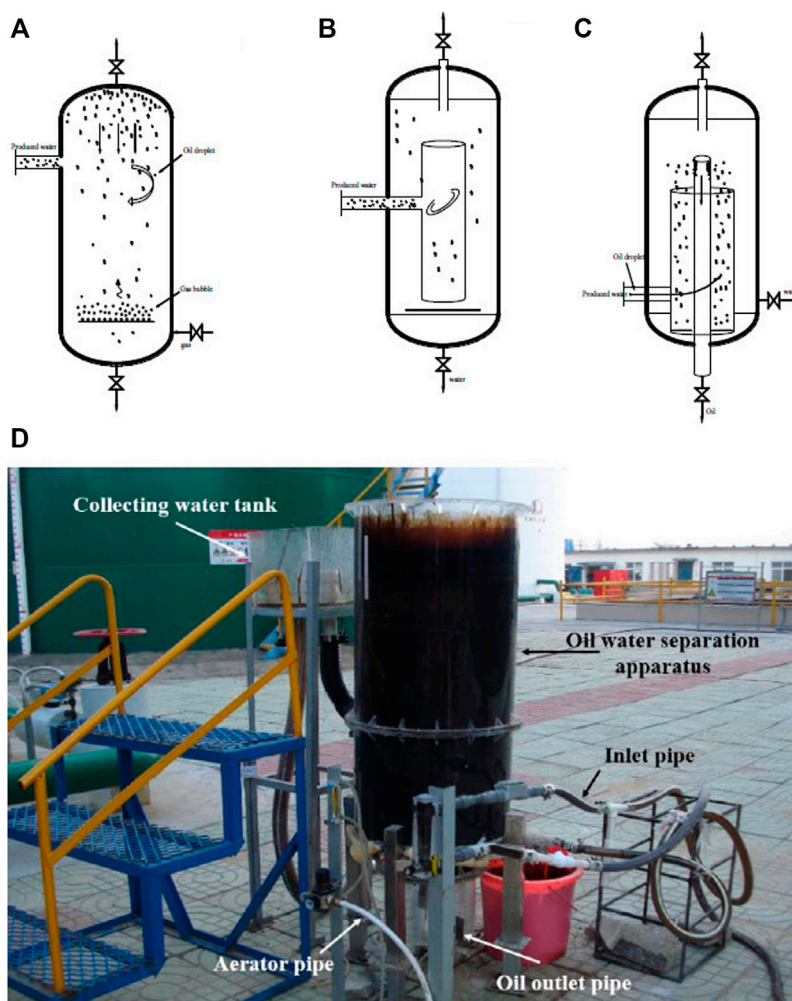 A
B
C
Produced water
Oil droplet
Gas bubble
gas
Produced water
water
Oil droplet
Produced water
wat
Oil
D
Collecting water tank
Oil water separation
apparatus
Inlet pipe
Aerator pipe
Oil outlet pipe